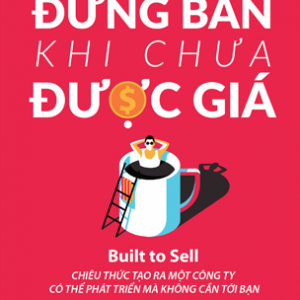 ĐỪNG BÁN
KHI CHƯA
ĐƯỢC GIÁ
$
Built to Sell
CHIÊU THỨC TẠO RA MỘT CÔNG TY
CÓ THỂ PHÁT TRIỂN MÀ KHÔNG CẦN TỚI BẠN